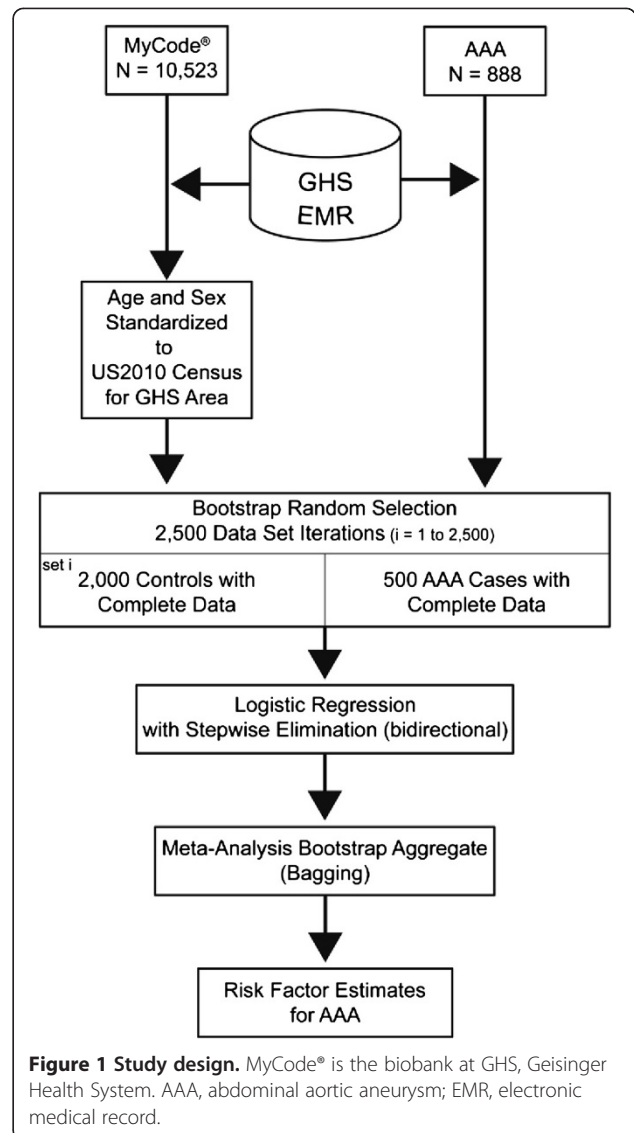 MyCode®
N = 10,523
AAA
N = 888
GHS
EMR
Age and Sex
Standardized
to
US2010 Census
for GHS Area
Bootstrap Random Selection
2,500 Data Set Iterations (i = 1 to 2,500)
set i
2,000 Controls with
Complete Data
500 AAA Cases with
Complete Data
Logistic Regression
with Stepwise Elimination (bidirectional)
Meta-Analysis Bootstrap Aggregate
(Bagging)
Risk Factor Estimates
for AAA
Figure 1 Study design. MyCode® is the biobank at GHS, Geisinger
Health System. AAA, abdominal aortic aneurysm; EMR, electronic
medical record.